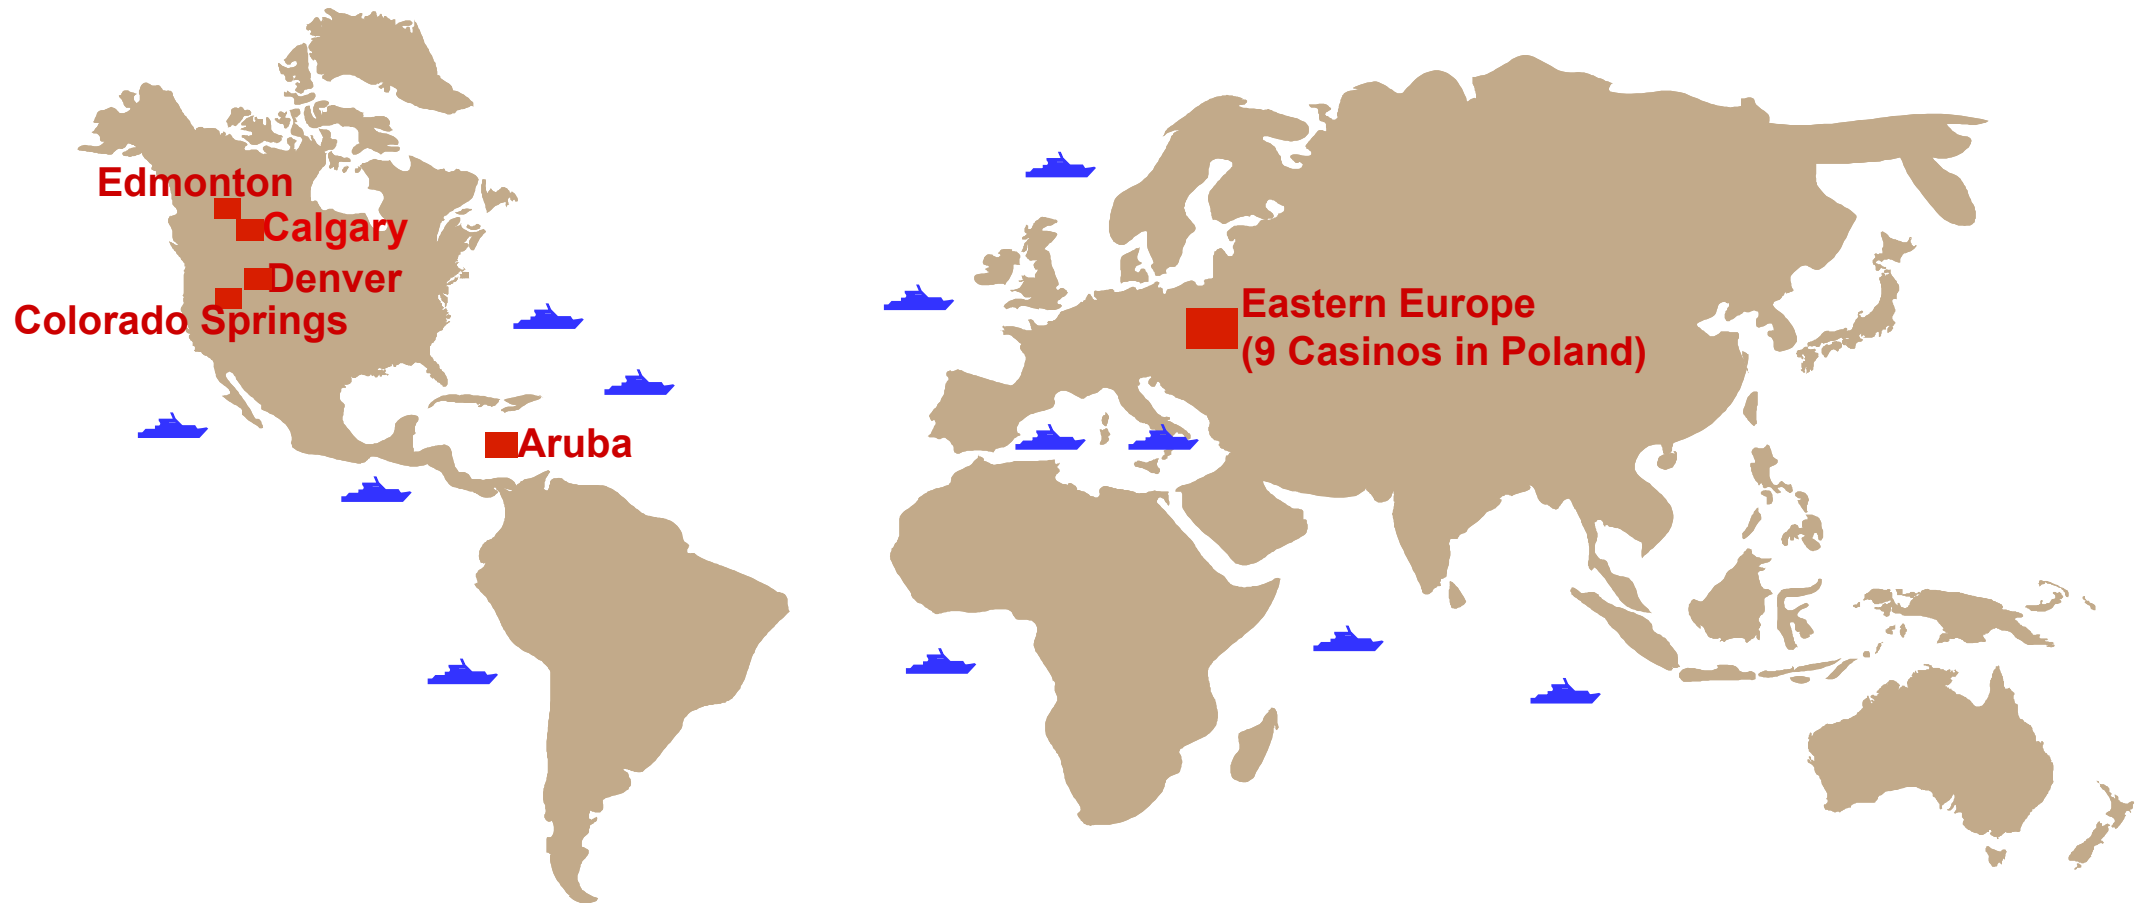 Edmonton
Calgary
Denver
Colorado Springs
Aruba
Eastern Europe
(9 Casinos in Poland)